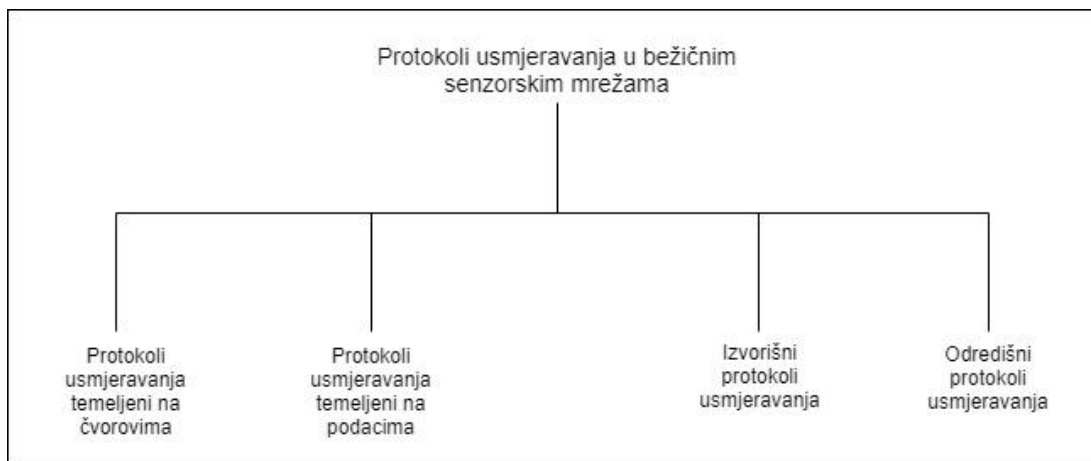 Protokoli usmjeravanja u bežičnim
senzorskim mrežama
Protokoli
usmjeravanja
temeljeni na
čvorovima
Protokoli
usmjeravanja
temeljeni na
podacima
Izvorišni
protokoli
usmjeravanja
Odredišni
protokoli
usmjeravanja